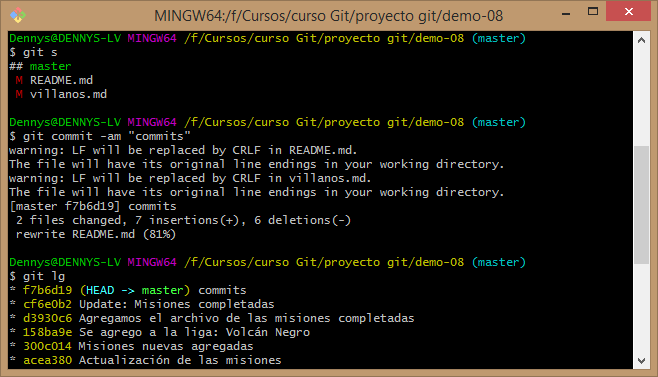 MINGW64:/f/Cursos/curso Git/proyecto git/demo-08
Dennys@DENNYS-LV MINGW64 /f/Cursos/curso Git/proyecto git/demo-08 (master)
$ git s
## master
 M README.md
 M villanos.md
Dennys@DENNYS-LV MINGW64 /f/Cursos/curso Git/proyecto git/demo-08 (master)
$ git commit -am "commits"
warning: LF will be replaced by CRLF in README.md.
The file will have its original line endings in your working directory.
warning: LF will be replaced by CRLF in villanos.md.
The file will have its original line endings in your working directory.
[master f7b6d19] commits
 2 files changed, 7 insertions(+), 6 deletions(-)
 rewrite README.md (81%)
Dennys@DENNYS-LV MINGW64 /f/Cursos/curso Git/proyecto git/demo-08 (master)
$ git lg
* f7b6d19 (HEAD -> master) commits
* cf6e0b2 Update: Misiones completadas
* d3930c6 Agregamos el archivo de las misiones completadas
* 158ba9e Se agrego a la liga: Volcán Negro
* 300c014 Misiones nuevas agregadas
* acea380 Actualización de las misiones